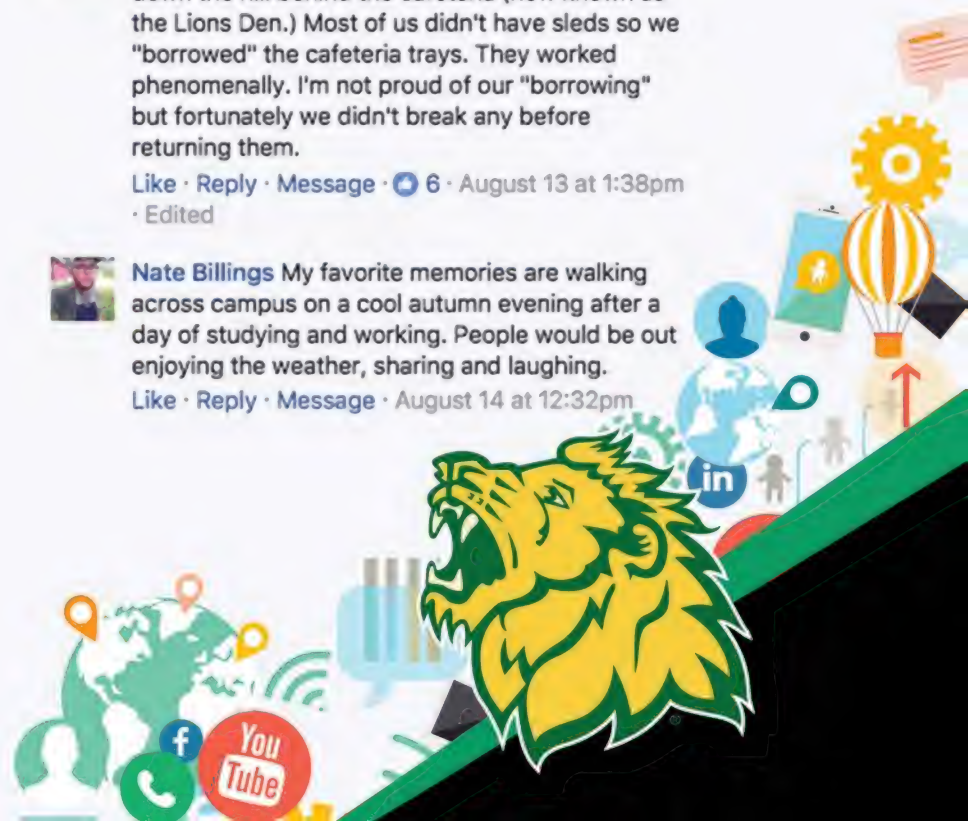 the Lions Den.) Most of us didn't have sleds so we
"borrowed" the cafeteria trays. They worked
phenomenally. I'm not proud of our "borrowing"
but fortunately we didn't break any before
returning them.
Like · Reply · Message · 6 · August 13 at 1:38pm
· Edited
Nate Billings My favorite memories are walking
across campus on a cool autumn evening after a
day of studying and working. People would be out
enjoying the weather, sharing and laughing.
Like · Reply · Message · August 14 at 12:32pm
in
f
You
Tube